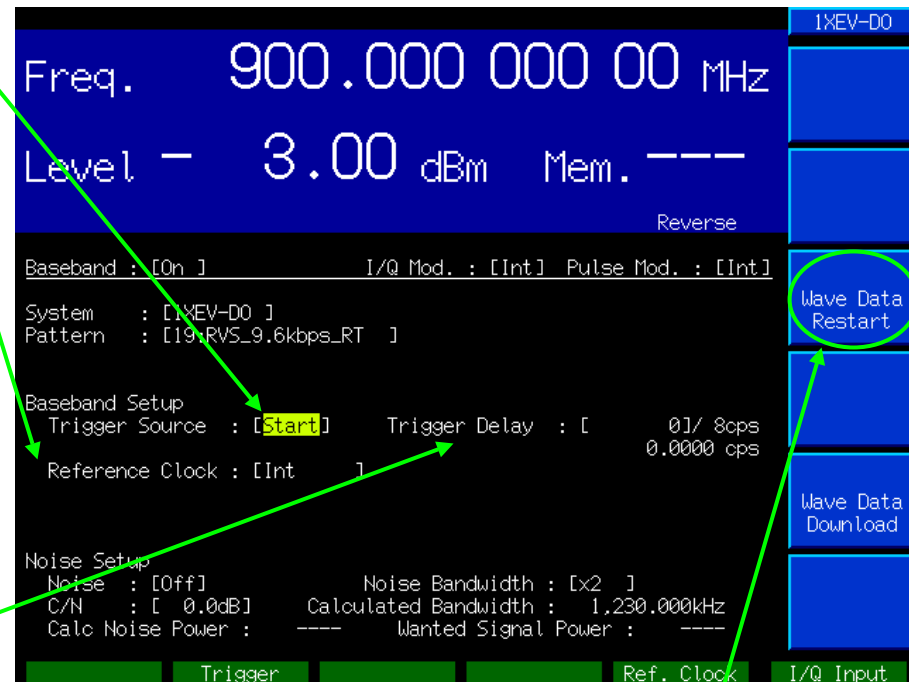 1XEV-DO
Freq. 900.000 000 00 MHz
Level - 3.00 dBm Mem. ---
Reverse
Baseband : [On ] I/Q Mod. : [Int] Pulse Mod. : [Int]
System : [1XEV-DO ]
Pattern : [19:RVS_9.6kbps_RT ]
Wave Data
Restart
Baseband Setup
Trigger Source : [Start] Trigger Delay : [ 0]/ 8cps
0.0000 cps
Reference Clock : [Int ]
Wave Data
Download
Noise Setup
Noise : [Off] Noise Bandwidth : [x2 ]
C/N : [ 0.0dB] Calculated Bandwidth : 1,230.000kHz
Calc Noise Power : ---- Wanted Signal Power : ----
Trigger Ref. Clock I/Q Input